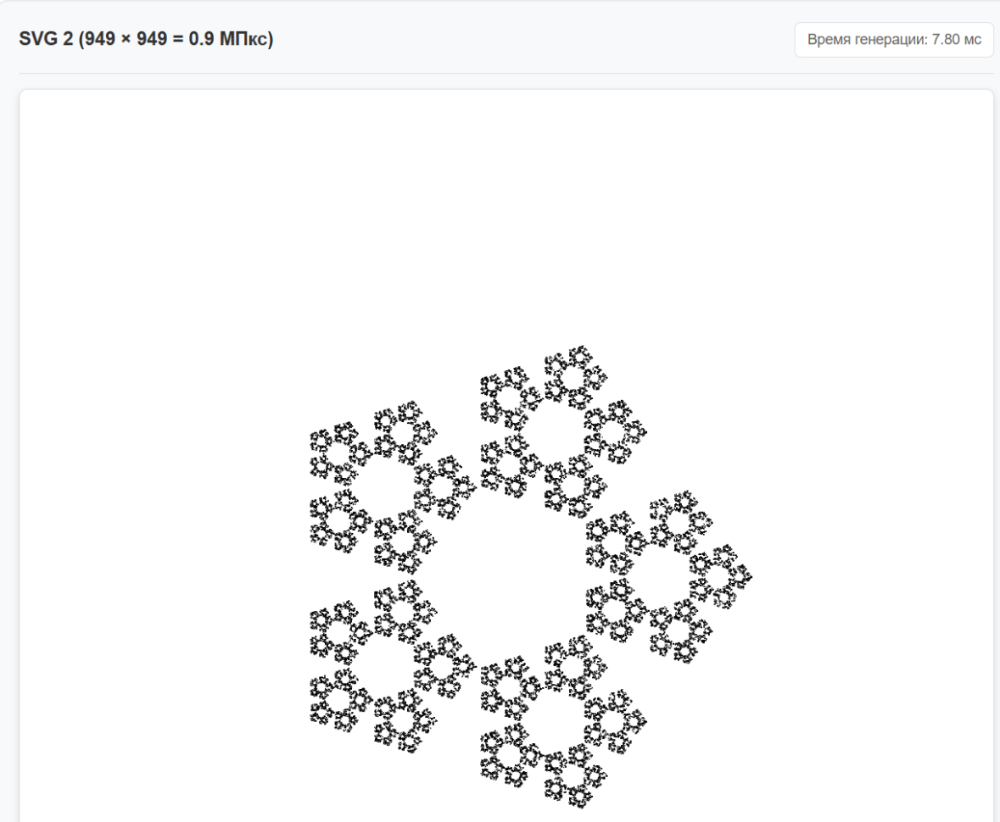 SVG 2 (949 × 949 = 0.9 МПкс)
Время генерации: 7.80 мс